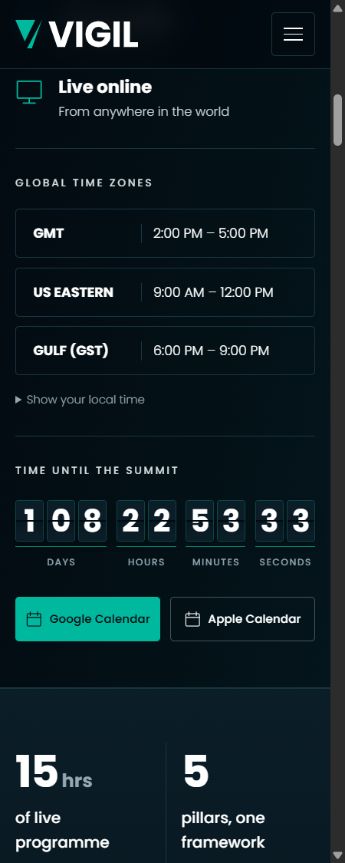 VIGIL
Live online
From anywhere in the world
GLOBAL TIME ZONES
GMT 2:00 PM – 5:00 PM
US EASTERN 9:00 AM – 12:00 PM
GULF (GST) 6:00 PM – 9:00 PM
Show your local time
TIME UNTIL THE SUMMIT
108 22 53 33
DAYS HOURS MINUTES SECONDS
Google Calendar Apple Calendar
15 hrs
of live
programme
5
pillars, one
framework